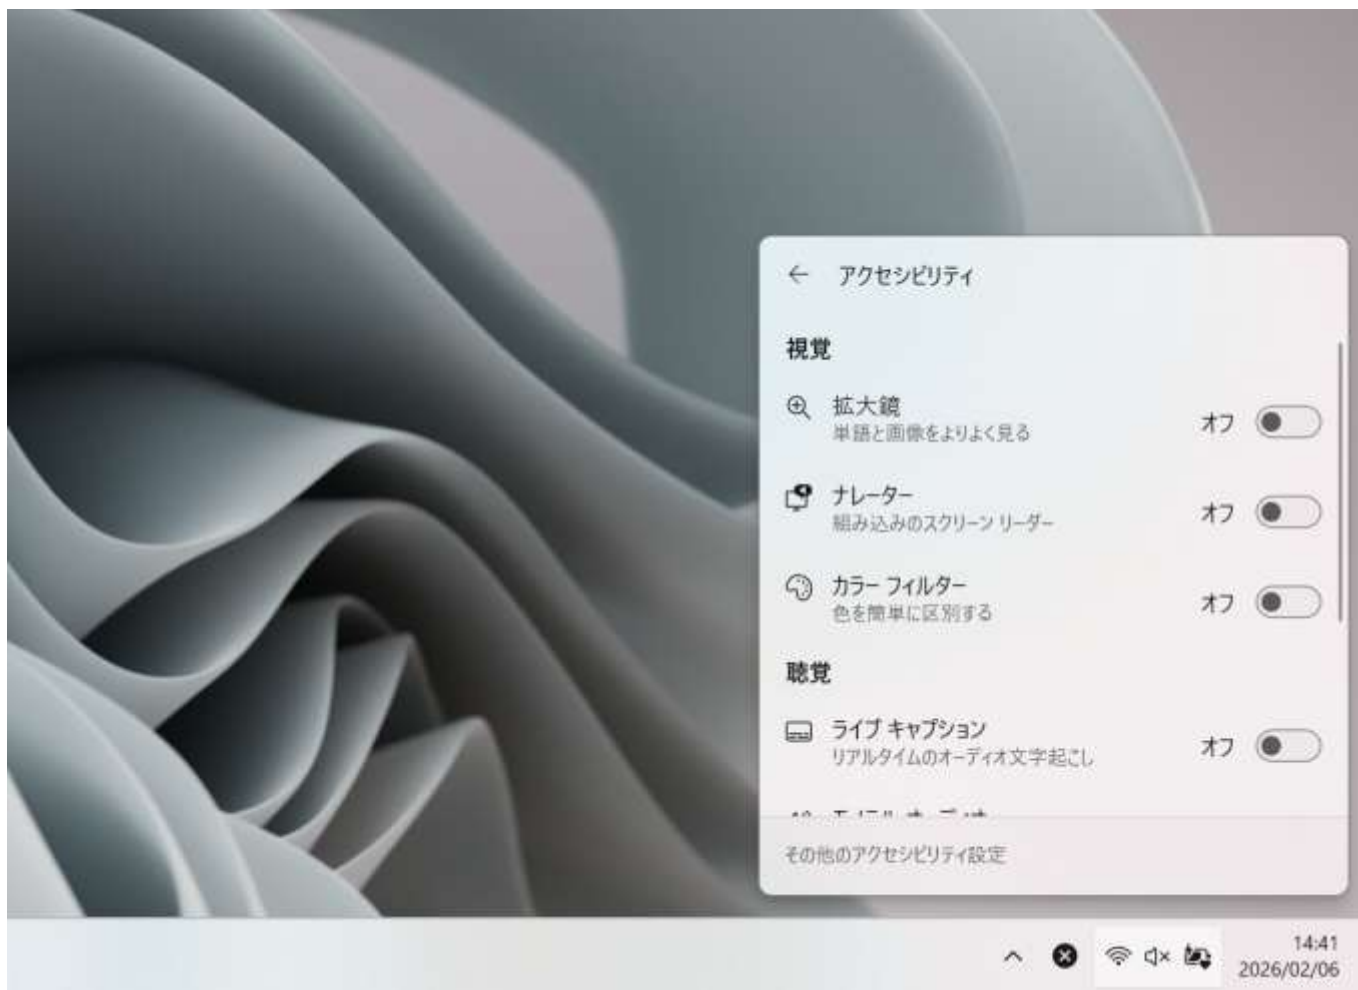 アクセシビリティ
視覚
拡大鏡
単語と画像をよりよく見る
オフ
ナレーター
組み込みのスクリーン リーダー
オフ
カラー フィルター
色を簡単に区別する
オフ
聴覚
ライブ キャプション
リアルタイムのオーディオ文字起こし
オフ
その他のアクセシビリティ設定
14:41
2026/02/06